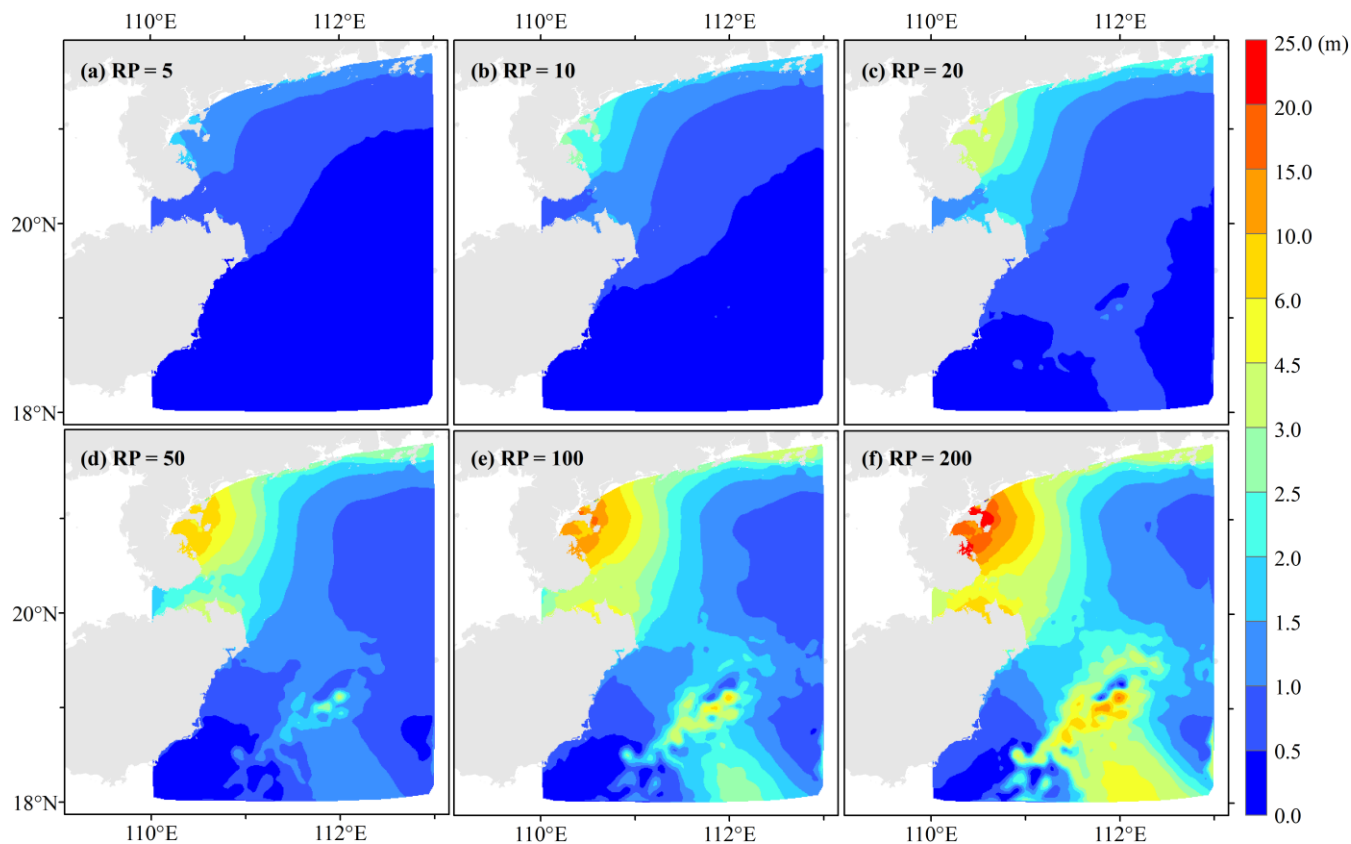 110°E 112°E 110°E 112°E 110°E 112°E
(a) RP = 5
(b) RP = 10
(c) RP = 20
20°N
18°N
(d) RP = 50
(e) RP = 100
(f) RP = 200
20°N
18°N
110°E 112°E 110°E 112°E 110°E 112°E
25.0 (m)
20.0
15.0
10.0
6.0
4.5
3.0
2.5
2.0
1.5
1.0
0.5
0.0